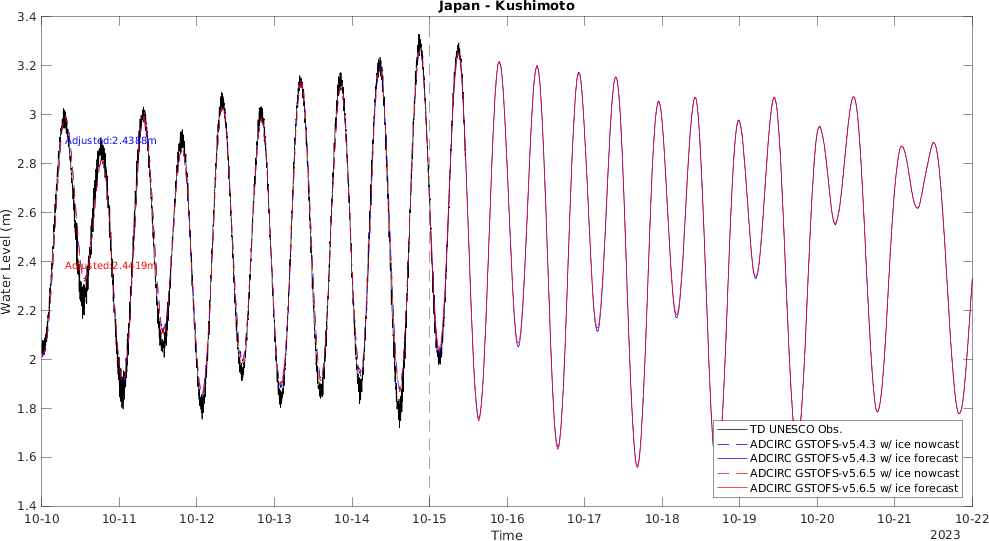 Japan - Kushimoto
3.4
3.2
3
2.8
2.6
2.4
2.2
2
1.8
1.6
1.4
Water Level (m)
Adjusted:2.4388m
Adjusted:2.4419m
TD UNESCO Obs.
ADCIRC GSTOFS-v5.4.3 w/ ice nowcast
ADCIRC GSTOFS-v5.4.3 w/ ice forecast
ADCIRC GSTOFS-v5.6.5 w/ ice nowcast
ADCIRC GSTOFS-v5.6.5 w/ ice forecast
10-10 10-11 10-12 10-13 10-14 10-15 10-16 10-17 10-18 10-19 10-20 10-21 10-22
Time
2023